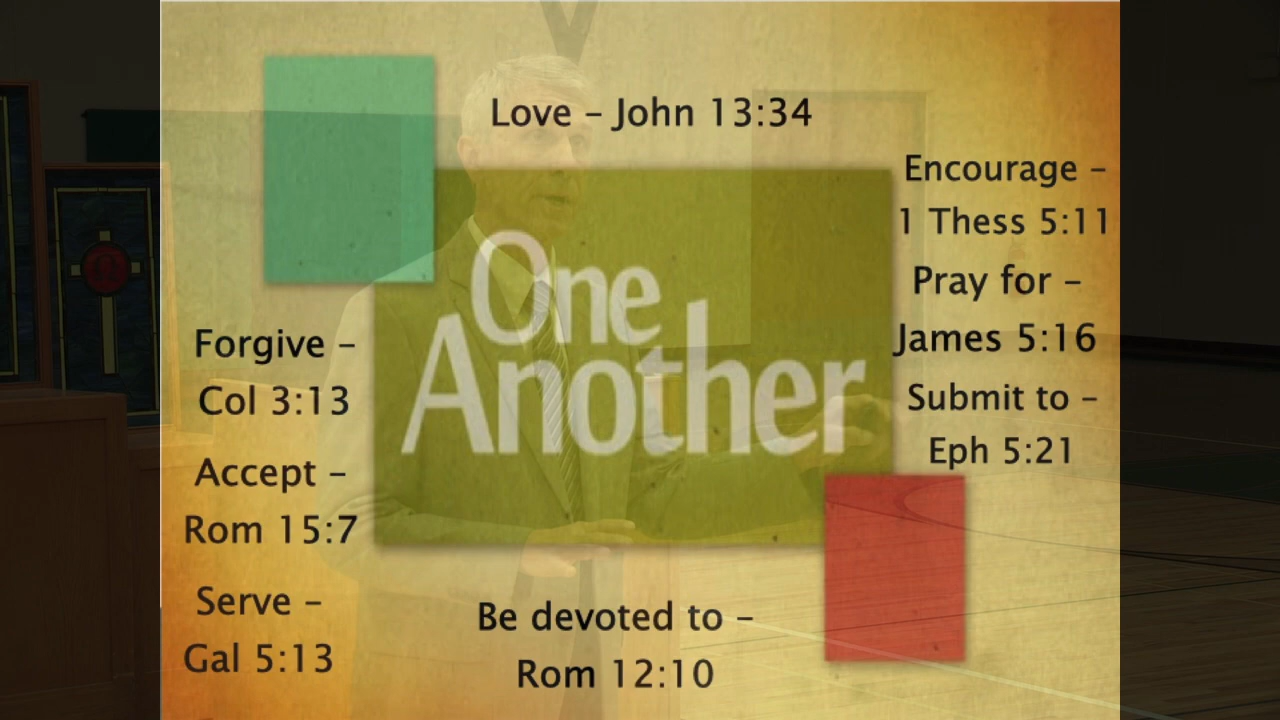 Love – John 13:34
Encourage –
1 Thess 5:11
Pray for –
James 5:16
Submit to –
Eph 5:21
One
Another
Forgive –
Col 3:13
Accept –
Rom 15:7
Serve –
Gal 5:13
Be devoted to –
Rom 12:10